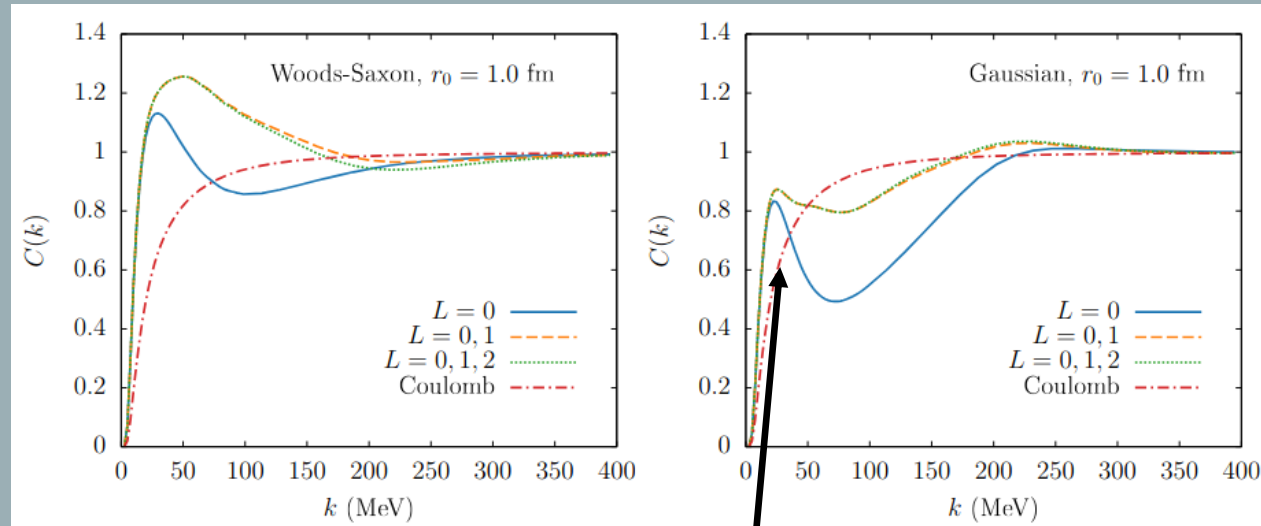 1.4
1.2
1
0.8
0.6
0.4
0.2
0
C(k)
Woods-Saxon, r₀ = 1.0 fm
L = 0
L = 0, 1
L = 0, 1, 2
Coulomb
0 50 100 150 200 250 300 350 400
k (MeV)
1.4
1.2
1
0.8
0.6
0.4
0.2
0
C(k)
Gaussian, r₀ = 1.0 fm
L = 0
L = 0, 1
L = 0, 1, 2
Coulomb
0 50 100 150 200 250 300 350 400
k (MeV)